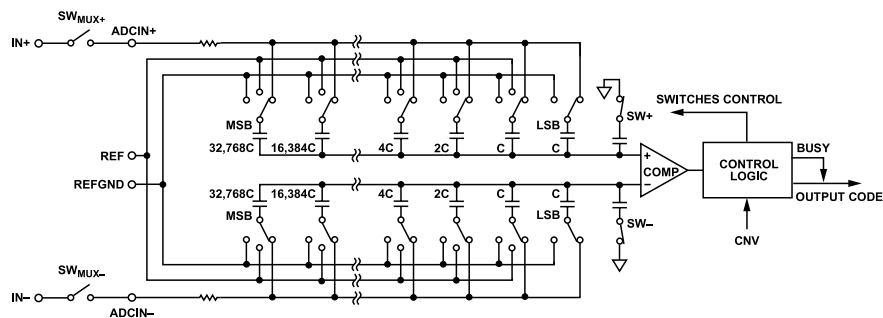 SWMUX+
ADCIN+
IN+
SWITCHES CONTROL
MSB
LSB
SW+
BUSY
32,768C 16,384C 4C 2C C C
REF
+
COMP
–
CONTROL LOGIC
REFGND
OUTPUT CODE
32,768C 16,384C 4C 2C C C
MSB
LSB
SW–
CNV
SWMUX–
IN–
ADCIN–